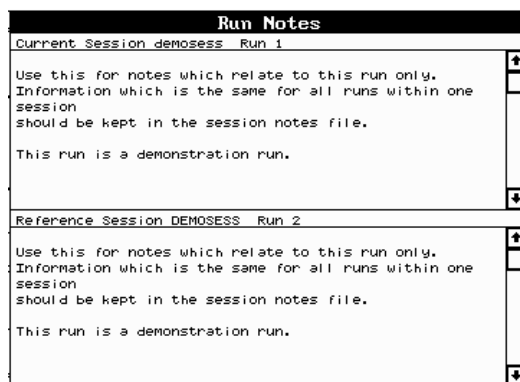 Run Notes
Current Session demosess Run 1
Use this for notes which relate to this run only.
Information which is the same for all runs within one
session
should be kept in the session notes file.
This run is a demonstration run.
Reference Session DEMOSESS Run 2
Use this for notes which relate to this run only.
Information which is the same for all runs within one
session
should be kept in the session notes file.
This run is a demonstration run.